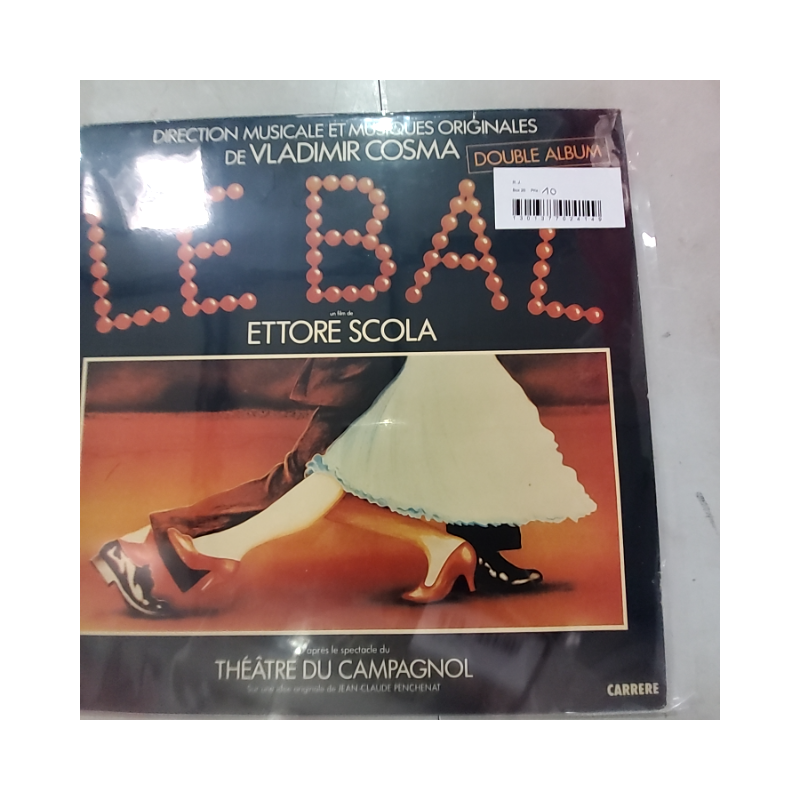 DIRECTION MUSICALE ET MUSIQUES ORIGINALES
DE VLADIMIR COSMA
DOUBLE ALBUM
10
LE BAL
un film de
ETTORE SCOLA
d'après le spectacle du
THÉÂTRE DU CAMPAGNOL
Sur une idée originale de JEAN-CLAUDE PENCHENAT
CARRERE